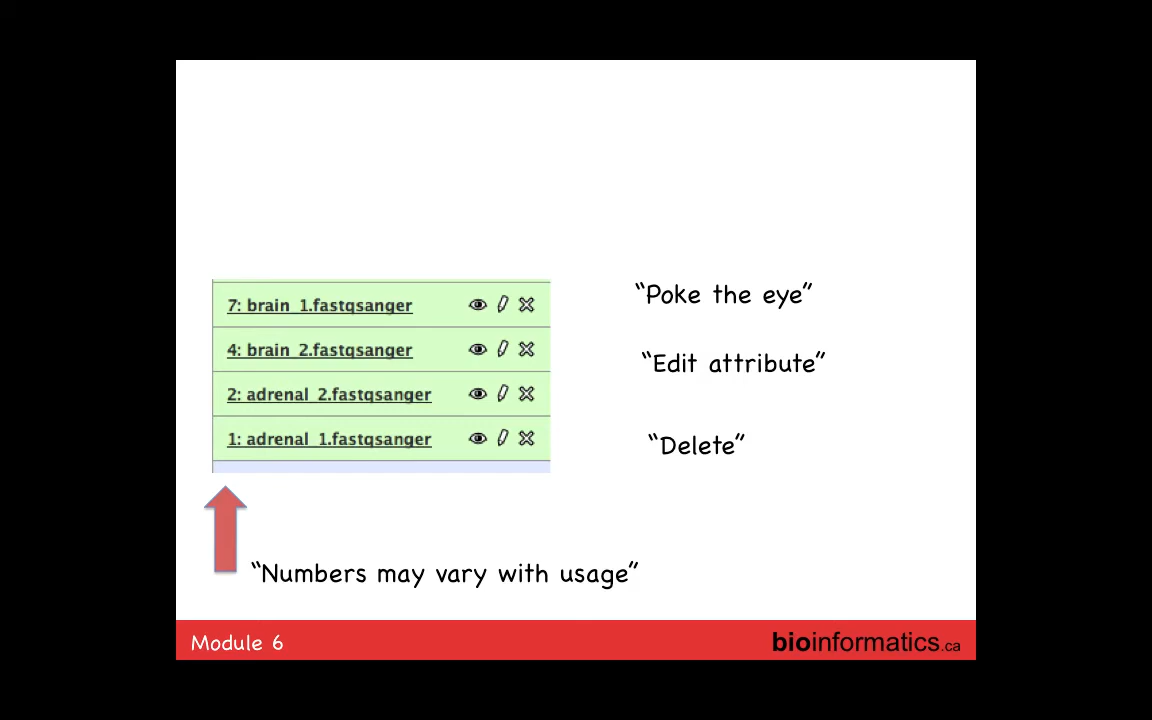 7: brain_1.fastqsanger
4: brain_2.fastqsanger
2: adrenal_2.fastqsanger
1: adrenal_1.fastqsanger
“Poke the eye”
“Edit attribute”
“Delete”
“Numbers may vary with usage”
Module 6
bioinformatics.ca